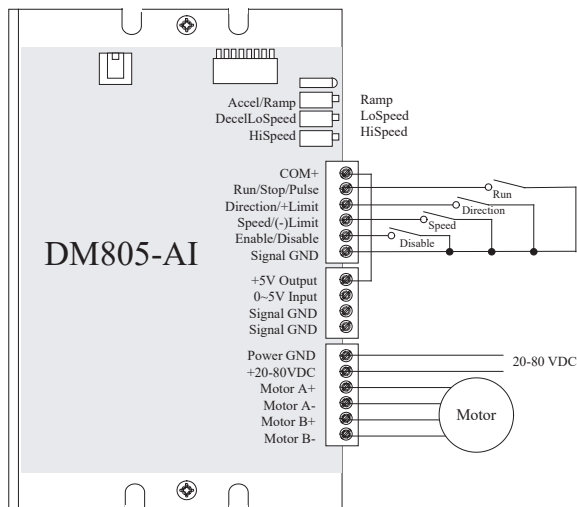 Accel/Ramp Ramp
DecelLoSpeed LoSpeed
HiSpeed HiSpeed
COM+
Run/Stop/Pulse
Run
Direction/+Limit
Direction
Speed/(-)Limit
Speed
Enable/Disable
Disable
Signal GND
DM805-AI
+5V Output
0~5V Input
Signal GND
Signal GND
Power GND
20-80 VDC
+20-80VDC
Motor A+
Motor A-
Motor
Motor B+
Motor B-